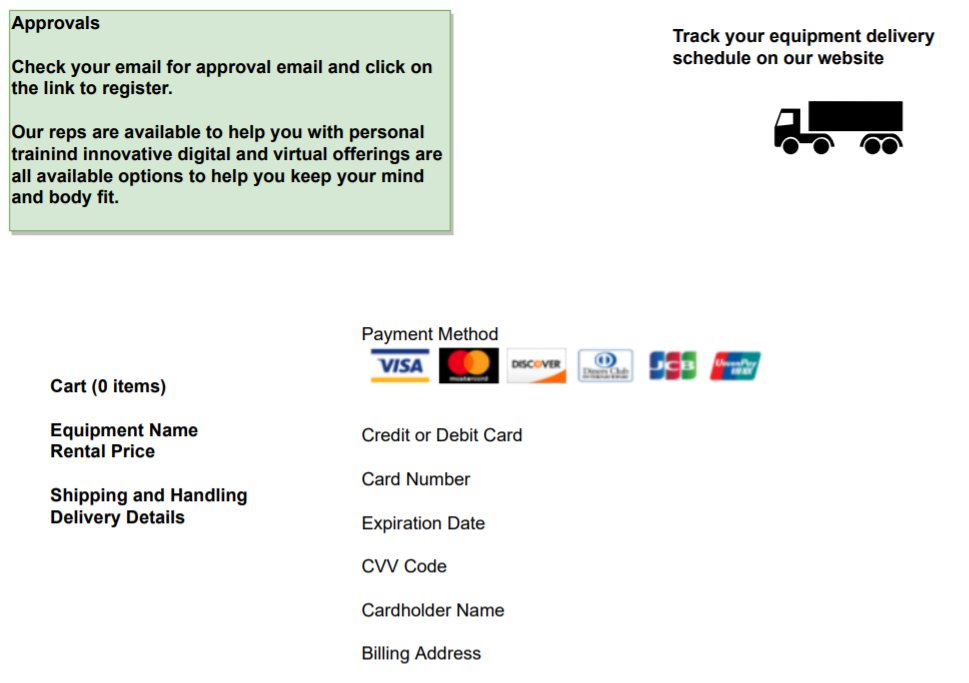 Approvals
Check your email for approval email and click on
the link to register.
Our reps are available to help you with personal
trainind innovative digital and virtual offerings are
all available options to help you keep your mind
and body fit.
Track your equipment delivery
schedule on our website
Payment Method
VISA
mastercard
DISCOVER
Diners Club
INTERNATIONAL
JCB
UnionPay
银联
Cart (0 items)
Equipment Name
Rental Price
Shipping and Handling
Delivery Details
Credit or Debit Card
Card Number
Expiration Date
CVV Code
Cardholder Name
Billing Address